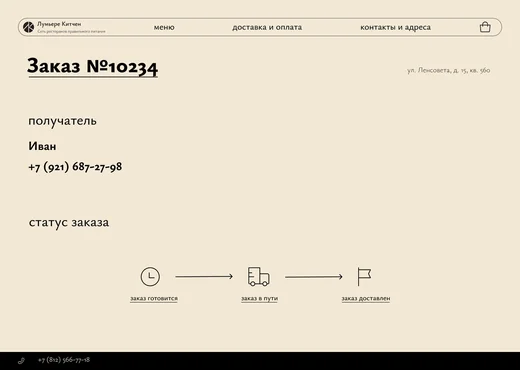 Лумьере Китчен
Сеть ресторанов правильного питания
меню
доставка и оплата
контакты и адреса
Заказ №10234
ул. Ленсовета, д. 15, кв. 560
получатель
Иван
+7 (921) 687-27-98
статус заказа
заказ готовится
заказ в пути
заказ доставлен
+7 (812) 566-77-18